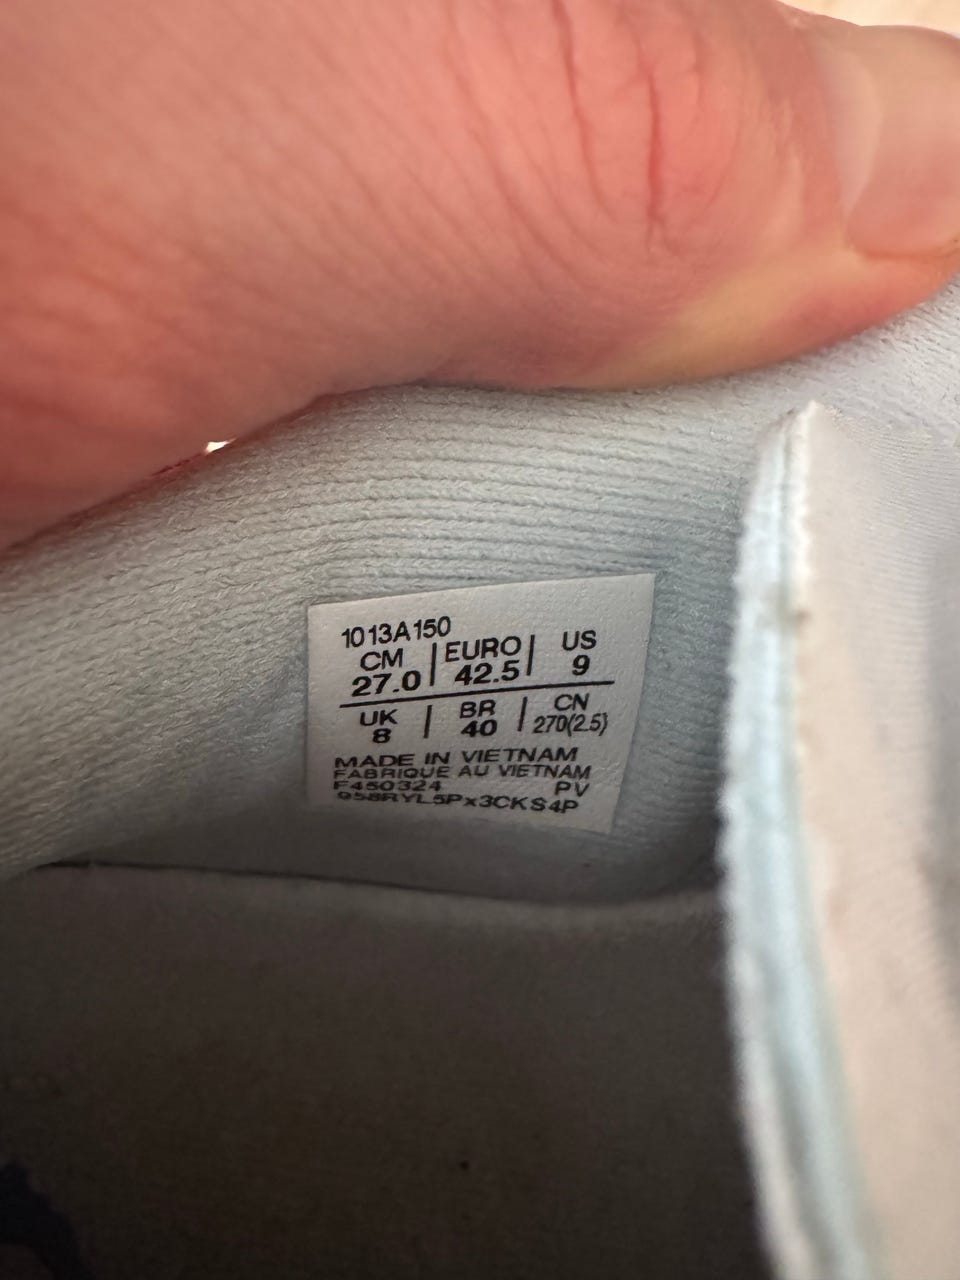 1013A150
CM | EURO | US
27.0 | 42.5 | 9
UK | BR | CN
8 | 40 | 270(2.5)
MADE IN VIETNAM
FABRIQUE AU VIETNAM
F450324 PV
958RYL5Px3CKS4P